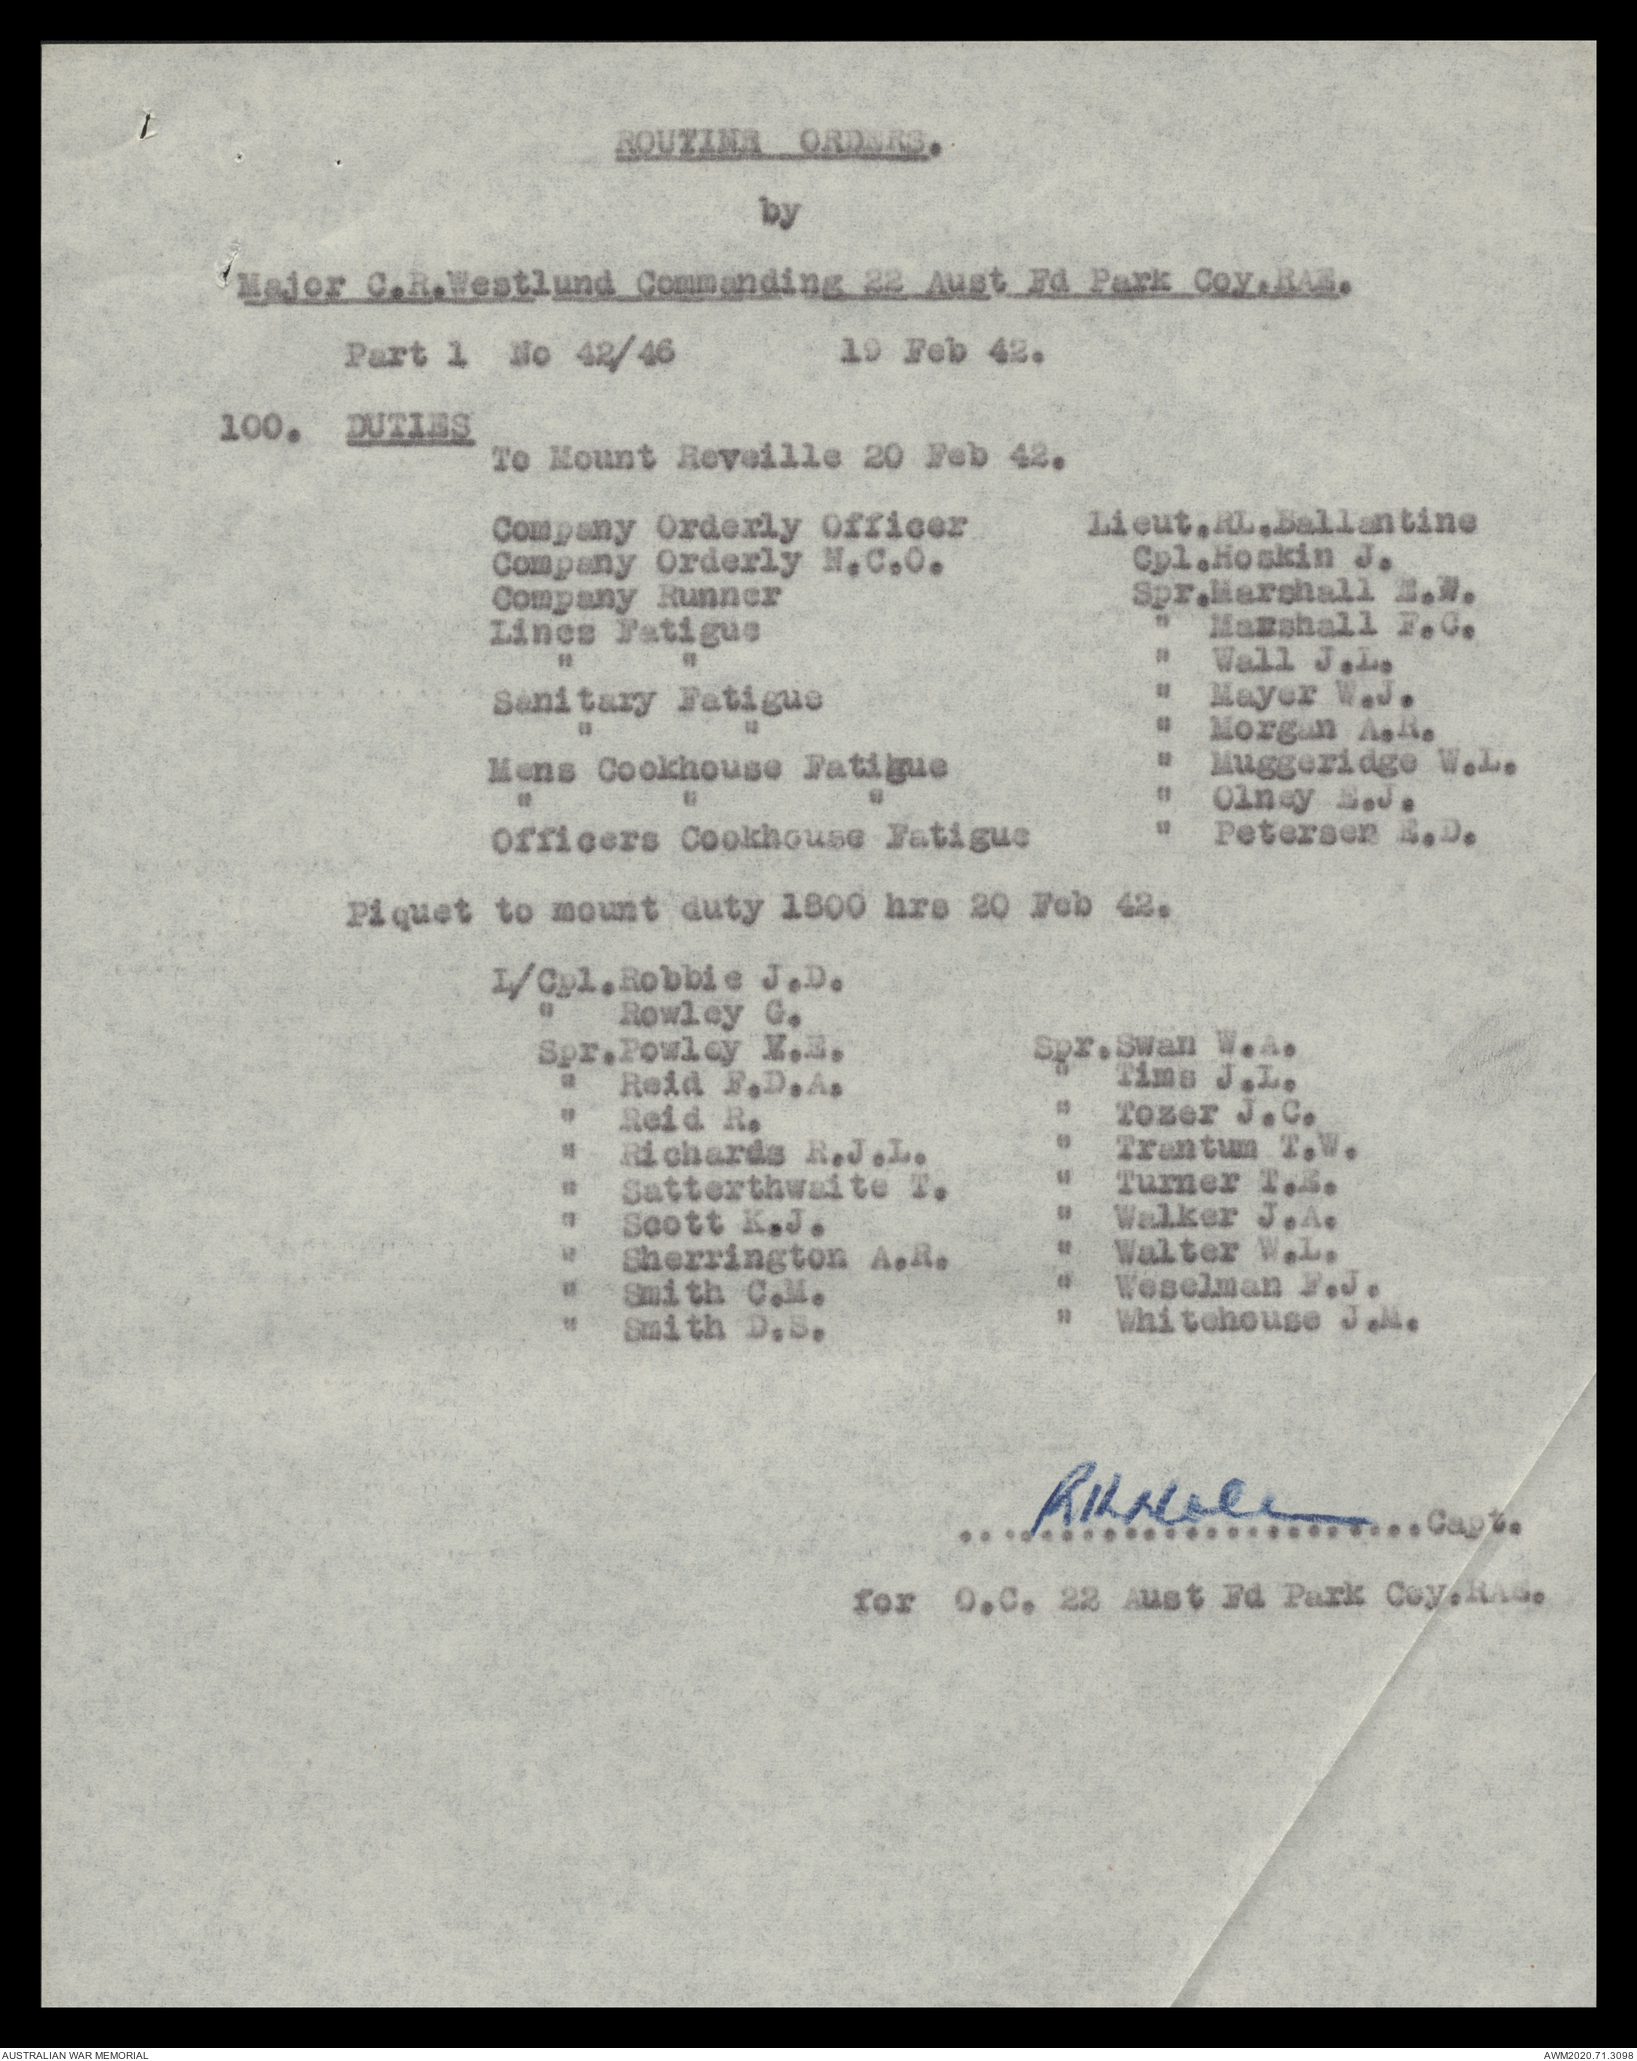 ROUTINE ORDERS.
by
Major C.R.Westlund Commanding 22 Aust Fd Park Coy.RAE.
Part 1 No 42/46 19 Feb 42.
100. DUTIES
To Mount Reveille 20 Feb 42.
Company Orderly Officer Lieut.RL.Ballantine
Company Orderly N.C.O. Cpl.Hoskin J.
Company Runner Spr.Marshall E.W.
Lines Fatigue " Marshall F.C.
" " " Wall J.L.
Sanitary Fatigue " Mayer W.J.
" " " Morgan A.R.
Mens Cookhouse Fatigue " Muggeridge W.L.
" " " " Olney E.J.
Officers Cookhouse Fatigue " Petersen E.D.
Piquet to mount duty 1800 hrs 20 Feb 42.
L/Cpl.Robbie J.D.
" Rowley G.
Spr.Powley M.E. Spr.Swan W.A.
" Reid F.D.A. " Tims J.L.
" Reid R. " Tozer J.C.
" Richards R.J.L. " Trantum T.W.
" Satterthwaite T. " Turner T.E.
" Scott K.J. " Walker J.A.
" Sherrington A.R. " Walter W.L.
" Smith C.M. " Weselman F.J.
" Smith D.S. " Whitehouse J.M.
......................Capt.
for O.C. 22 Aust Fd Park Coy.RAE.
AUSTRALIAN WAR MEMORIAL AWM2020.71.3098